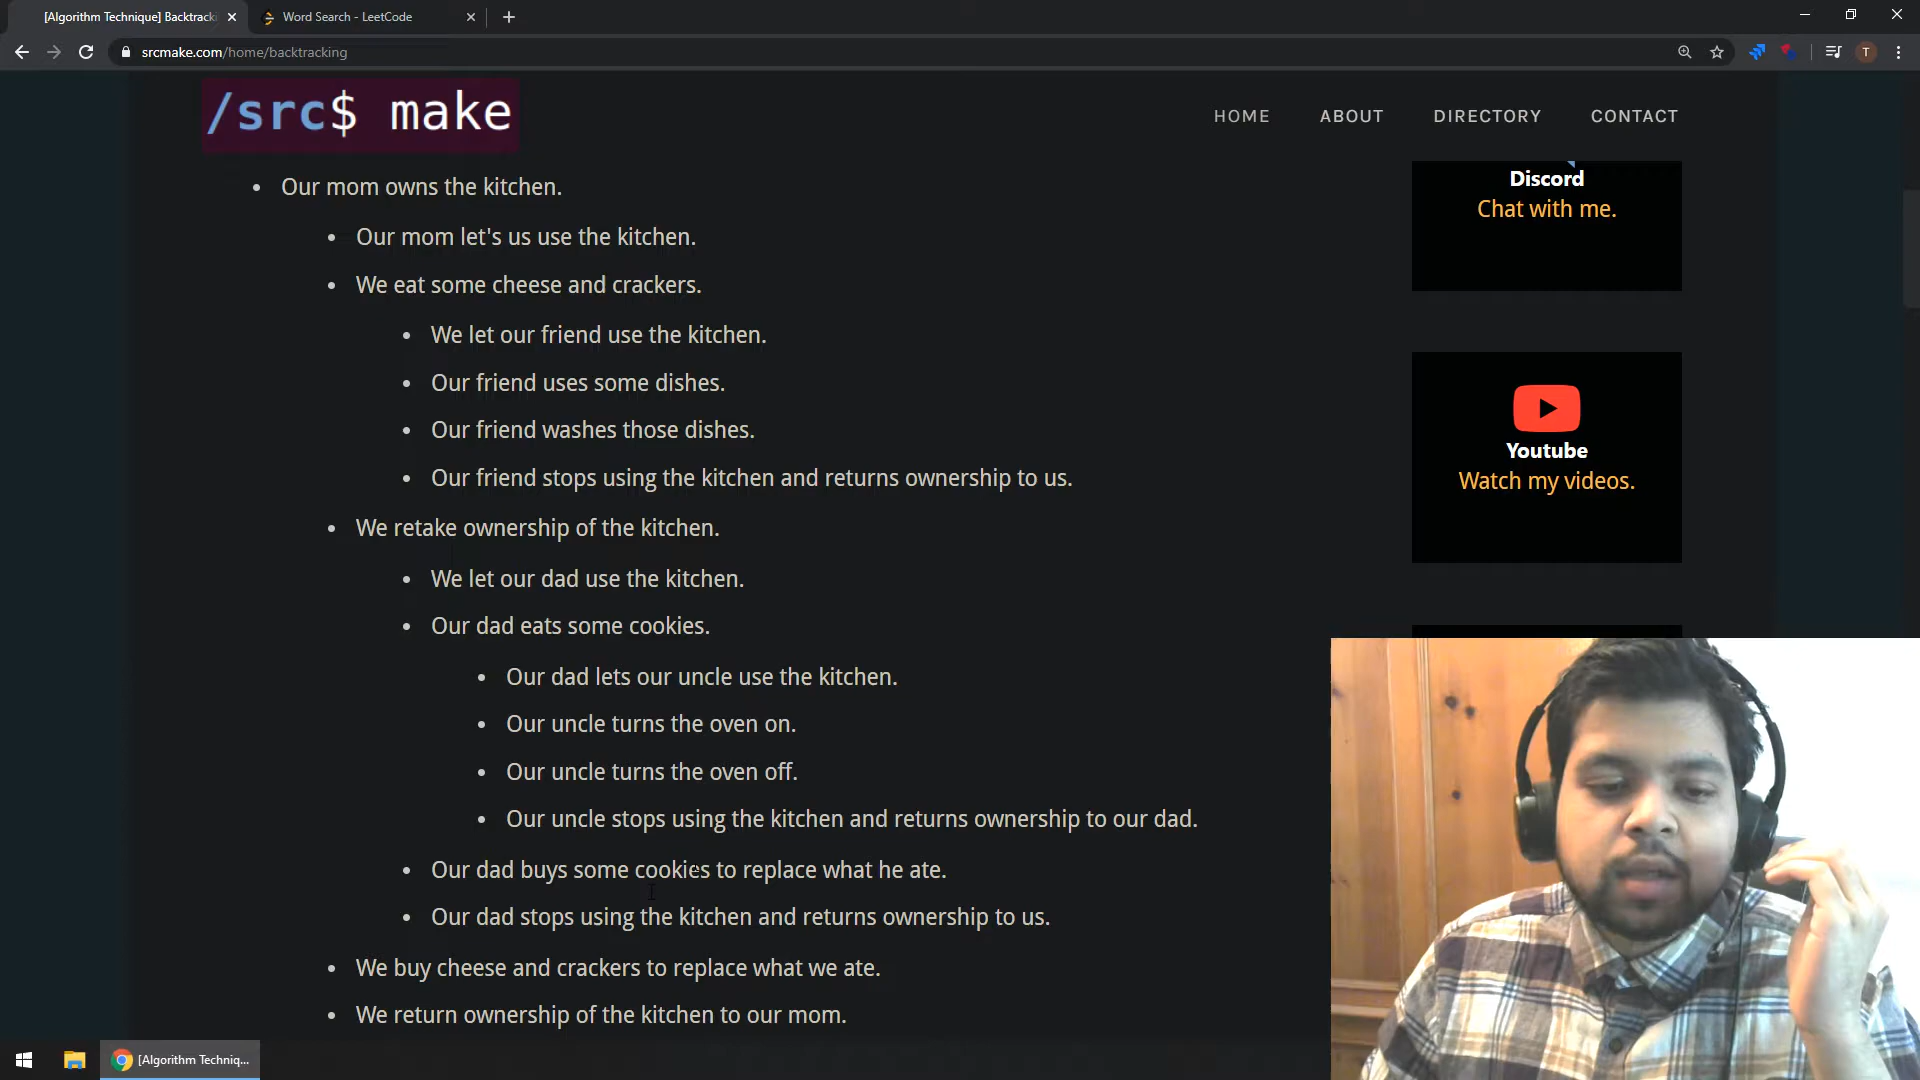 [Algorithm Technique] Backtracki
Word Search - LeetCode
srcmake.com/home/backtracking
T
/src$ make
HOME
ABOUT
DIRECTORY
CONTACT
Our mom owns the kitchen.
Our mom let's us use the kitchen.
We eat some cheese and crackers.
We let our friend use the kitchen.
Our friend uses some dishes.
Our friend washes those dishes.
Our friend stops using the kitchen and returns ownership to us.
We retake ownership of the kitchen.
We let our dad use the kitchen.
Our dad eats some cookies.
Our dad lets our uncle use the kitchen.
Our uncle turns the oven on.
Our uncle turns the oven off.
Our uncle stops using the kitchen and returns ownership to our dad.
Our dad buys some cookies to replace what he ate.
Our dad stops using the kitchen and returns ownership to us.
We buy cheese and crackers to replace what we ate.
We return ownership of the kitchen to our mom.
Discord
Chat with me.
Youtube
Watch my videos.
[Algorithm Techniq...